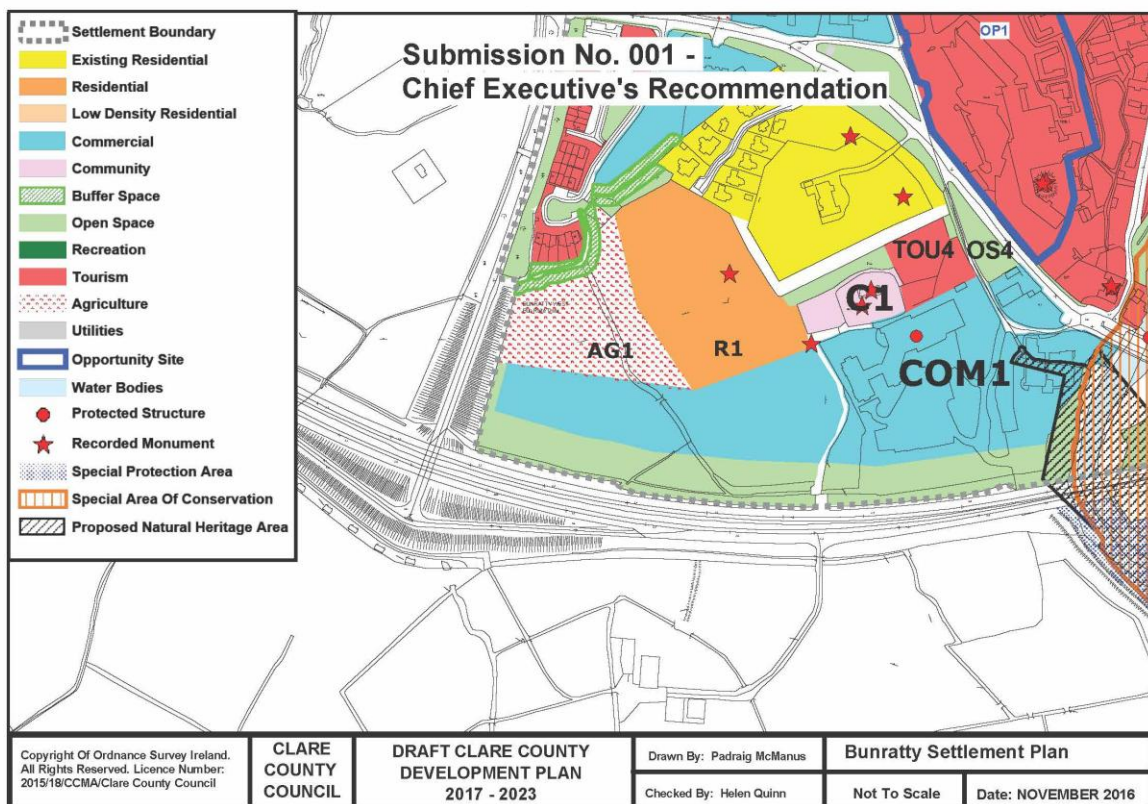 Settlement Boundary
Existing Residential
Residential
Low Density Residential
Commercial
Community
Buffer Space
Open Space
Recreation
Tourism
Agriculture
Utilities
Opportunity Site
Water Bodies
Protected Structure
Recorded Monument
Special Protection Area
Special Area Of Conservation
Proposed Natural Heritage Area
Submission No. 001 -
Chief Executive's Recommendation
OP1
TOU4
OS4
C1
AG1
R1
COM1
Copyright Of Ordnance Survey Ireland.
All Rights Reserved. Licence Number:
2015/18/CCMA/Clare County Council
CLARE
COUNTY
COUNCIL
DRAFT CLARE COUNTY
DEVELOPMENT PLAN
2017 - 2023
Drawn By: Padraig McManus
Checked By: Helen Quinn
Bunratty Settlement Plan
Not To Scale
Date: NOVEMBER 2016